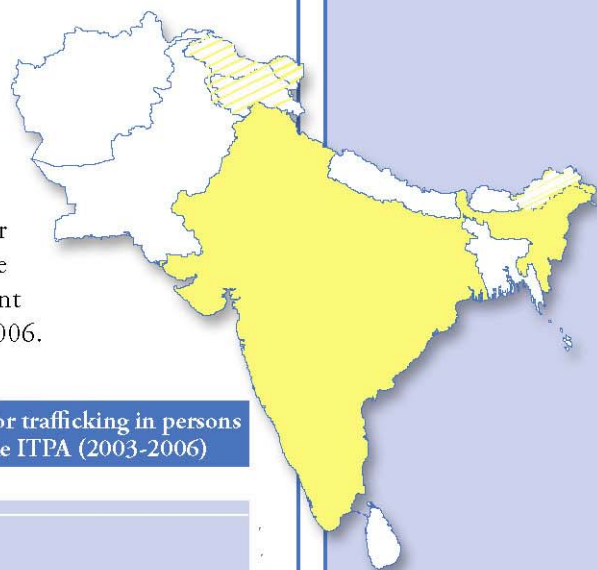 r
e
nt
006.
or trafficking in persons
e ITPA (2003-2006)